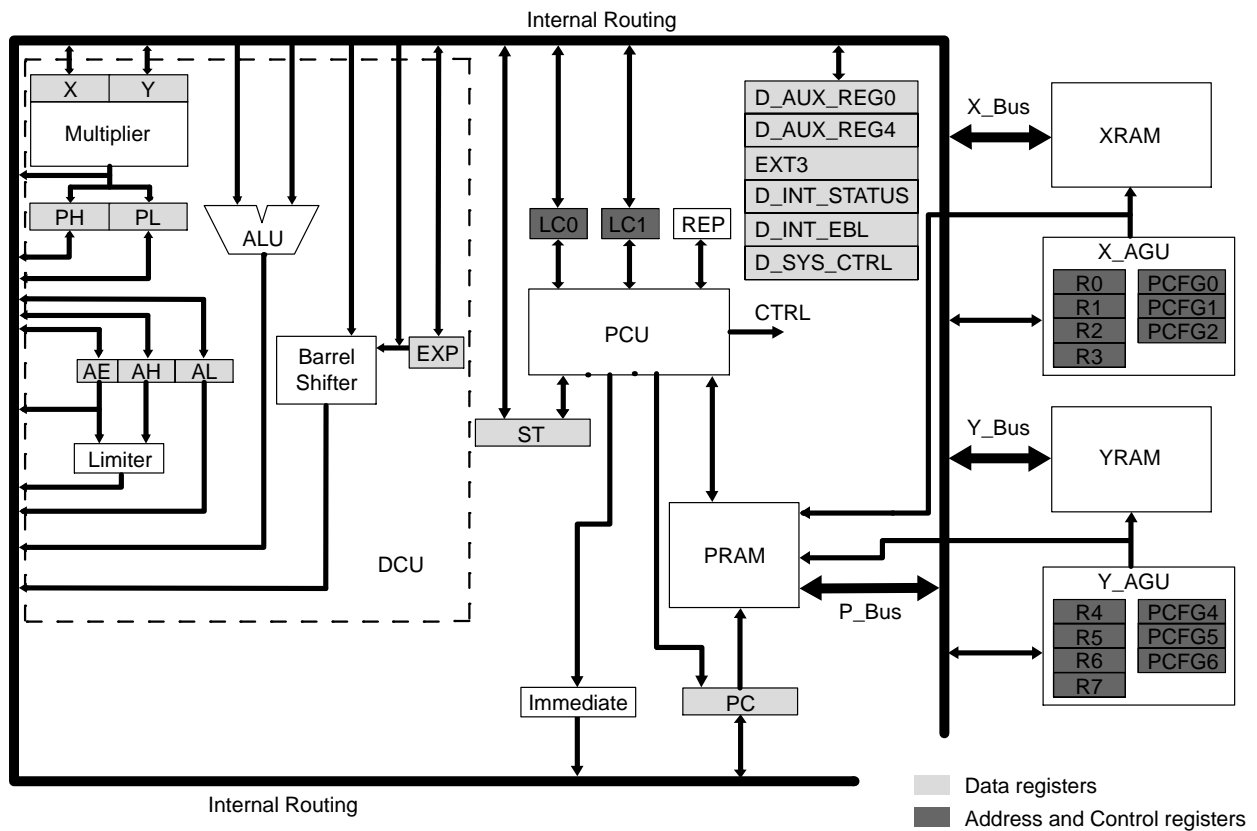 Internal Routing
X
Y
Multiplier
PH
PL
ALU
AE
AH
AL
Limiter
Barrel
Shifter
EXP
DCU
LC0
LC1
REP
PCU
CTRL
ST
D_AUX_REG0
D_AUX_REG4
EXT3
D_INT_STATUS
D_INT_EBL
D_SYS_CTRL
X_Bus
XRAM
X_AGU
R0
R1
R2
R3
PCFG0
PCFG1
PCFG2
Y_Bus
YRAM
Y_AGU
R4
R5
R6
R7
PCFG4
PCFG5
PCFG6
PRAM
P_Bus
Immediate
PC
Internal Routing
Data registers
Address and Control registers